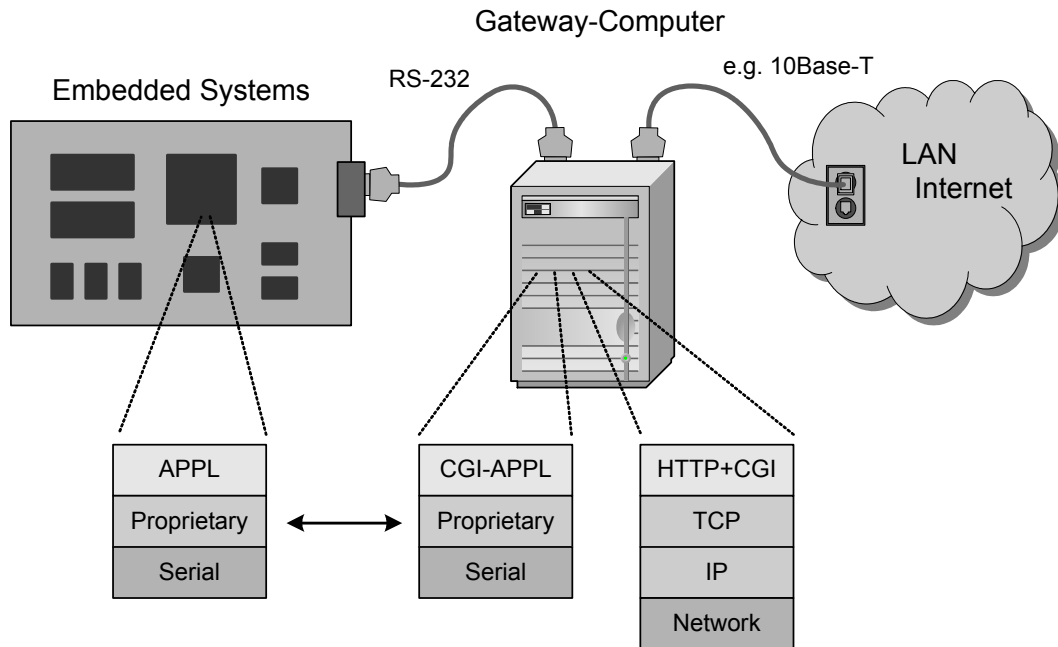 Gateway-Computer
Embedded Systems
RS-232
e.g. 10Base-T
LAN
Internet
APPL
Proprietary
Serial
CGI-APPL
Proprietary
Serial
HTTP+CGI
TCP
IP
Network